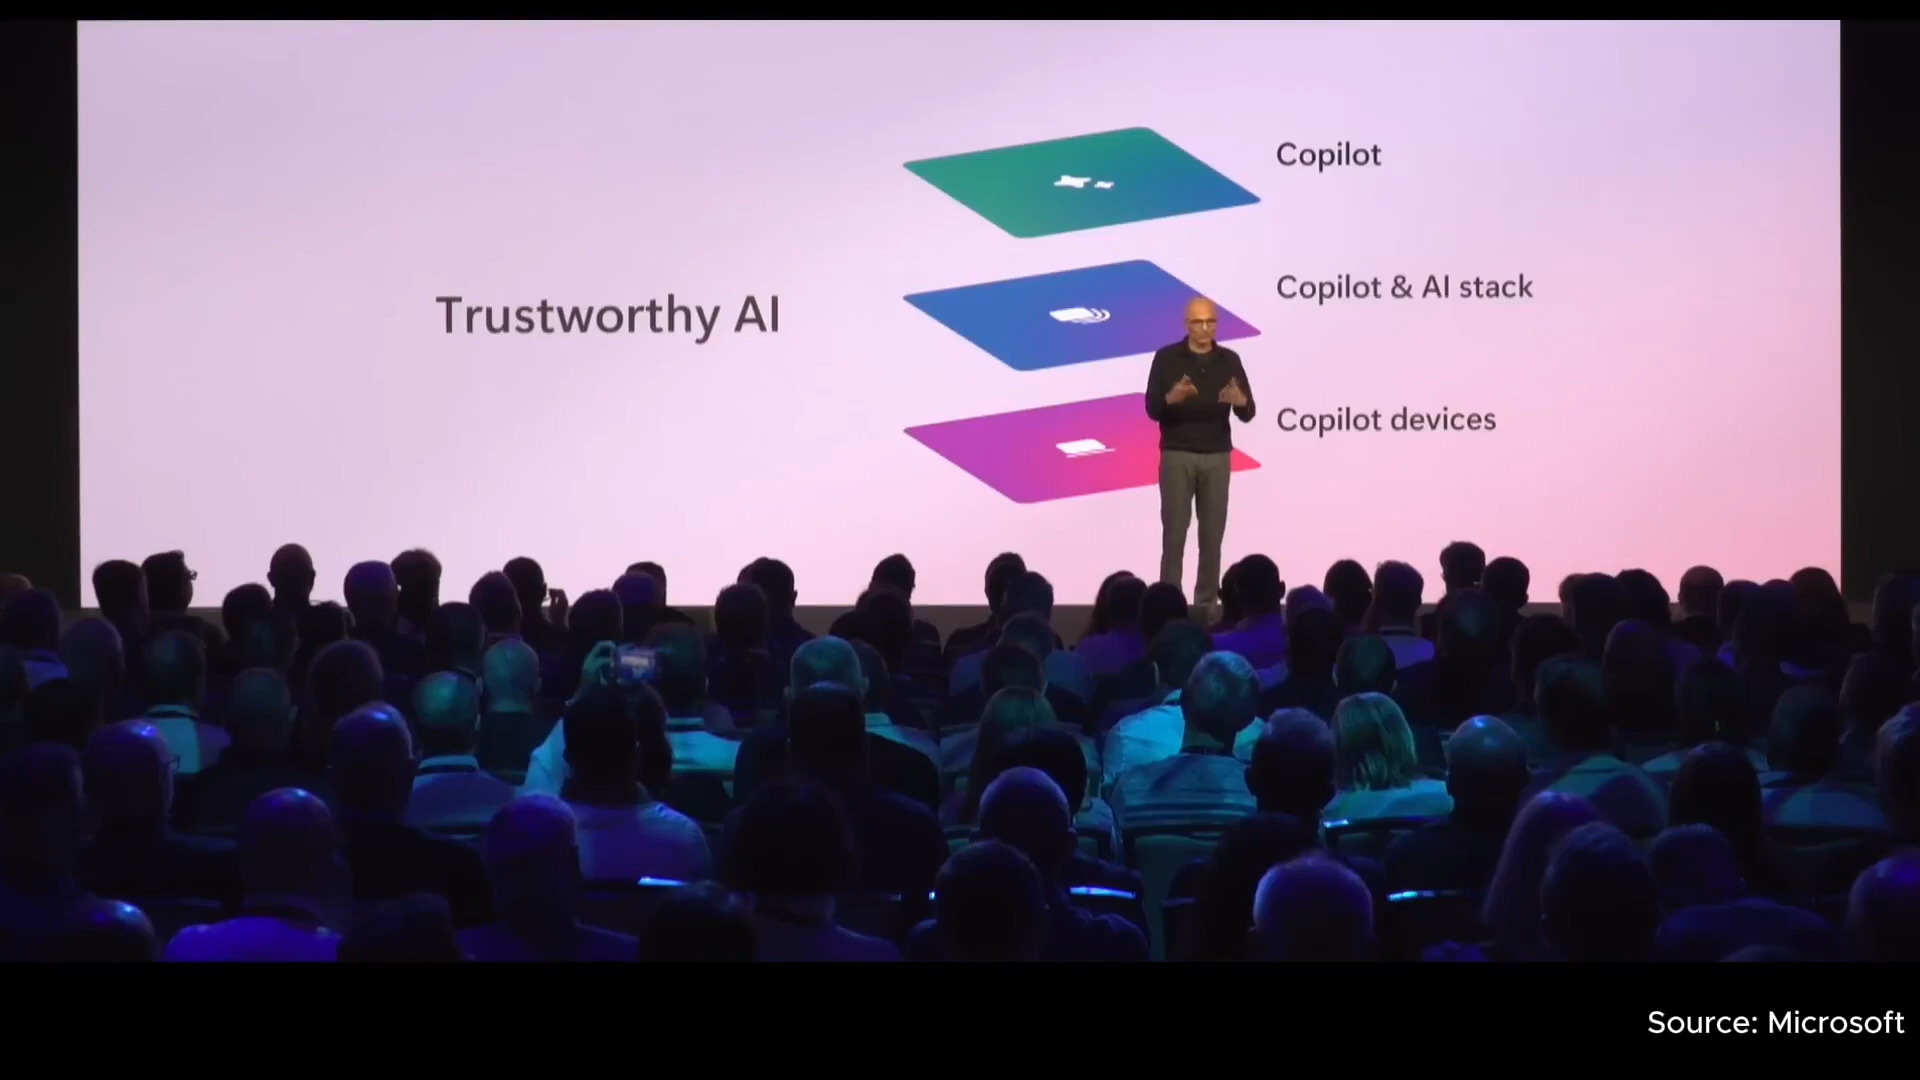 Copilot
Copilot & AI stack
Trustworthy AI
Copilot devices
Source: Microsoft